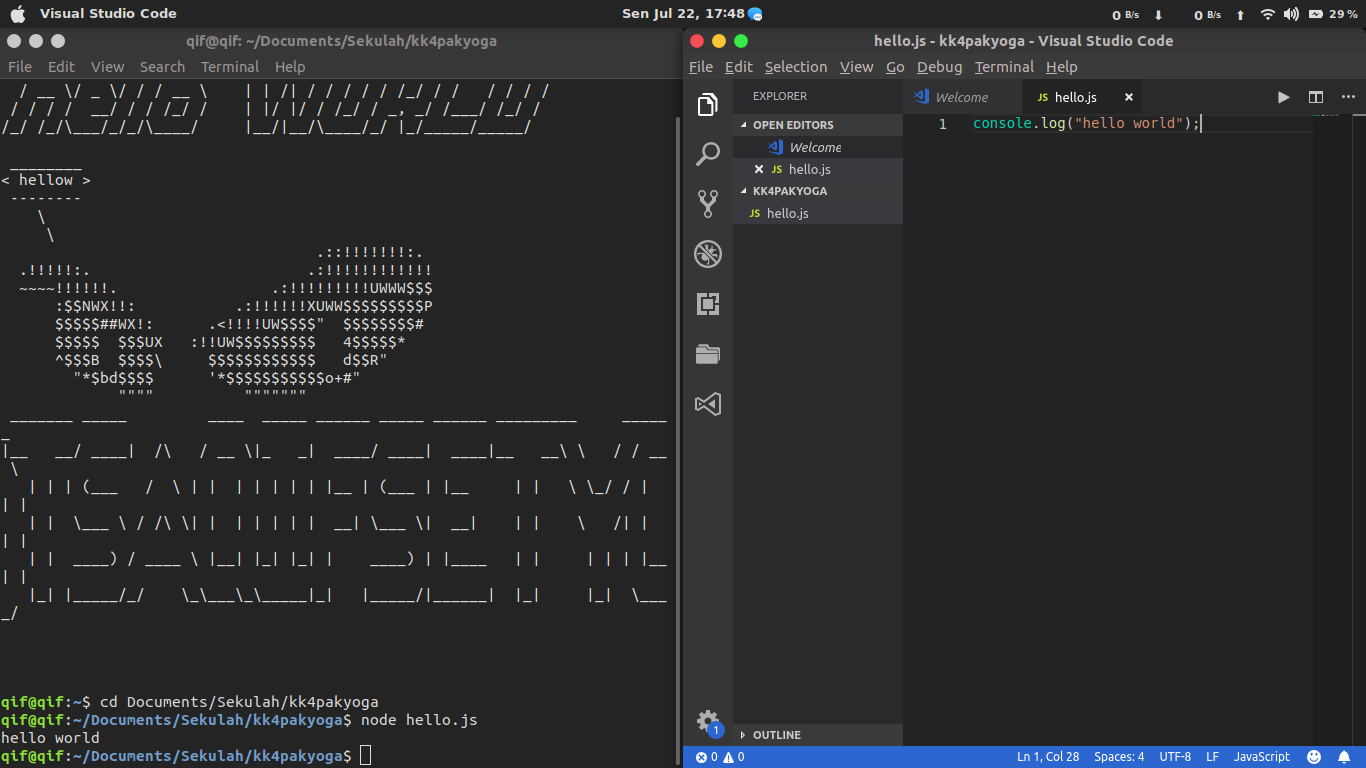 Visual Studio Code
Sen Jul 22, 17:48
0 B/s
0 B/s
29 %
qif@qif: ~/Documents/Sekulah/kk4pakyoga
File Edit View Search Terminal Help
< hellow >
qif@qif:~$ cd Documents/Sekulah/kk4pakyoga
qif@qif:~/Documents/Sekulah/kk4pakyoga$ node hello.js
hello world
qif@qif:~/Documents/Sekulah/kk4pakyoga$
hello.js - kk4pakyoga - Visual Studio Code
File Edit Selection View Go Debug Terminal Help
EXPLORER
OPEN EDITORS
Welcome
JS hello.js
KK4PAKYOGA
JS hello.js
OUTLINE
1
Welcome
JS hello.js
1 console.log("hello world");
0 0
Ln 1, Col 28 Spaces: 4 UTF-8 LF JavaScript